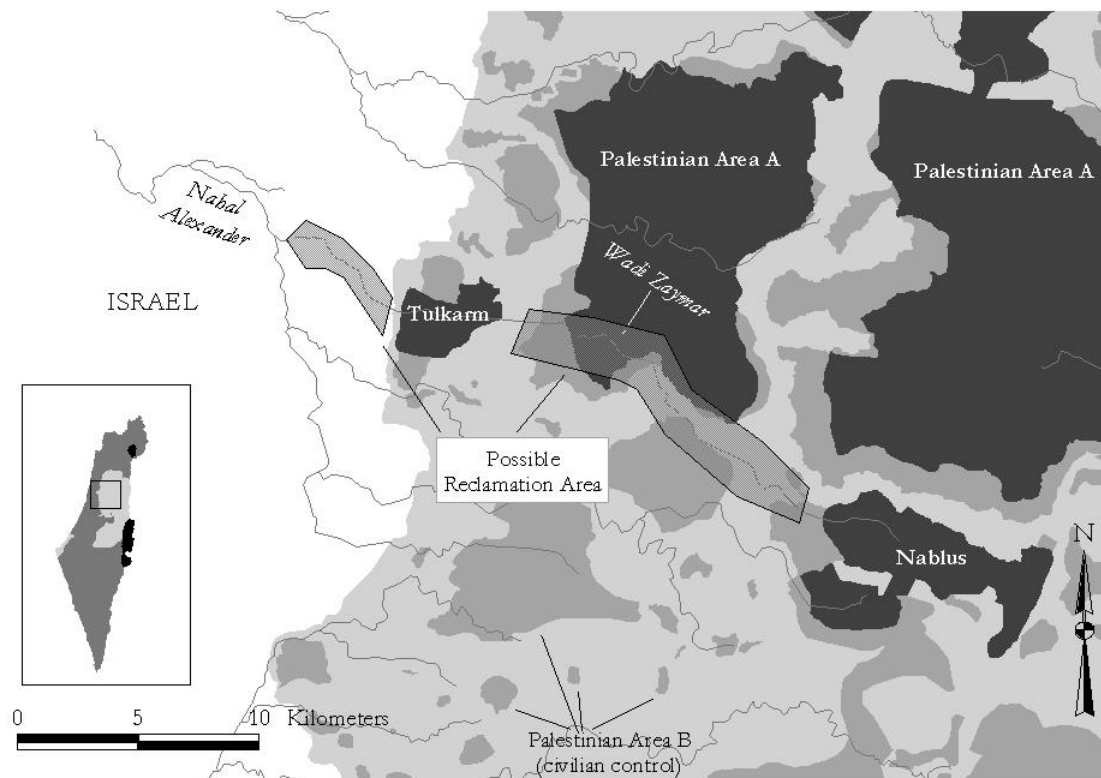 Palestinian Area A
Palestinian Area A
Nahal
Alexander
Wadi Zaymar
ISRAEL
Tulkarm
Possible
Reclamation Area
N
Nablus
0 5 10 Kilometers
Palestinian Area B
(civilian control)